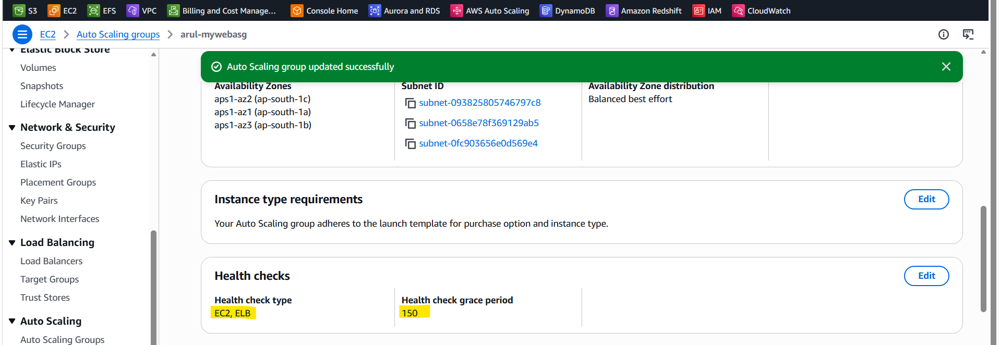 S3 EC2 EFS VPC Billing and Cost Manage... Console Home Aurora and RDS AWS Auto Scaling DynamoDB Amazon Redshift IAM CloudWatch
EC2 Auto Scaling groups arul-mywebasg
Elastic Block Store
Volumes
Snapshots
Lifecycle Manager
Network & Security
Security Groups
Elastic IPs
Placement Groups
Key Pairs
Network Interfaces
Load Balancing
Load Balancers
Target Groups
Trust Stores
Auto Scaling
Auto Scaling Groups
Auto Scaling group updated successfully
Availability Zones
aps1-az2 (ap-south-1c)
aps1-az1 (ap-south-1a)
aps1-az3 (ap-south-1b)
Subnet ID
subnet-093825805746797c8
subnet-0658e78f369129ab5
subnet-0fc903656e0d569e4
Availability Zone distribution
Balanced best effort
Instance type requirements
Edit
Your Auto Scaling group adheres to the launch template for purchase option and instance type.
Health checks
Edit
Health check type
EC2, ELB
Health check grace period
150